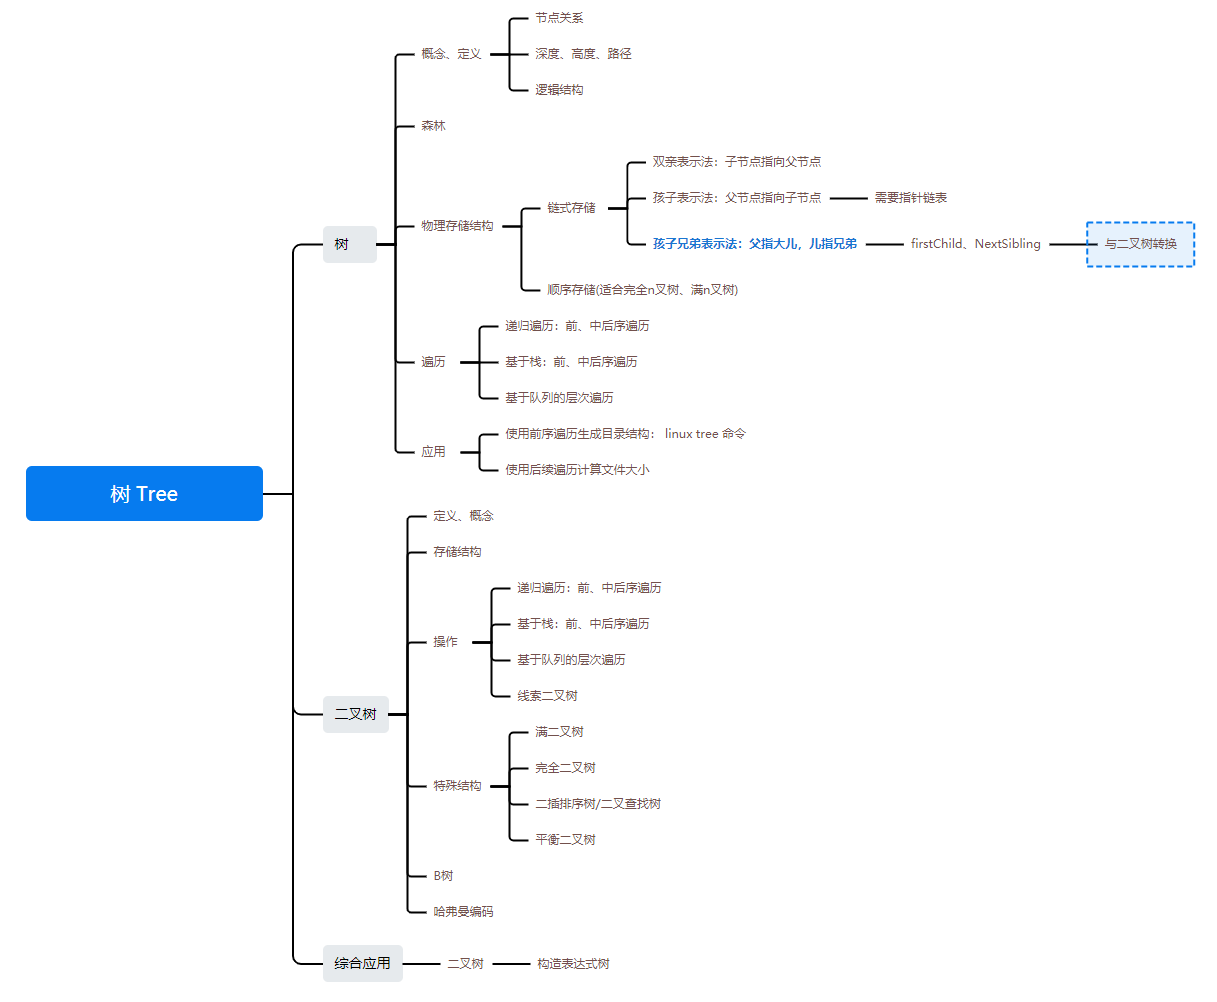 树 Tree
树
概念、定义
节点关系
深度、高度、路径
逻辑结构
森林
物理存储结构
链式存储
双亲表示法：子节点指向父节点
孩子表示法：父节点指向子节点
需要指针链表
孩子兄弟表示法：父指大儿，儿指兄弟
firstChild、NextSibling
与二叉树转换
顺序存储(适合完全n叉树、满n叉树)
遍历
递归遍历：前、中后序遍历
基于栈：前、中后序遍历
基于队列的层次遍历
应用
使用前序遍历生成目录结构： linux tree 命令
使用后续遍历计算文件大小
二叉树
定义、概念
存储结构
操作
递归遍历：前、中后序遍历
基于栈：前、中后序遍历
基于队列的层次遍历
线索二叉树
特殊结构
满二叉树
完全二叉树
二插排序树/二叉查找树
平衡二叉树
B树
哈弗曼编码
综合应用
二叉树
构造表达式树